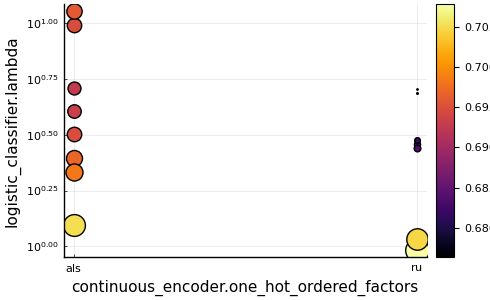 logistic_classifier.lambda
10^1.00
10^0.75
10^0.50
10^0.25
10^0.00
als
ru
continuous_encoder.one_hot_ordered_factors
0.70
0.70
0.69
0.69
0.68
0.68